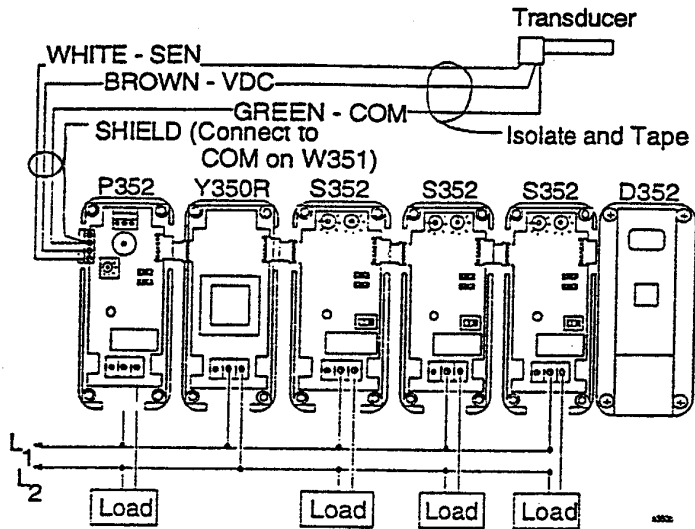 Transducer
WHITE - SEN
BROWN - VDC
GREEN - COM
SHIELD (Connect to
COM on W351)
Isolate and Tape
P352
Y350R
S352
S352
S352
D352
L1
L2
Load
Load
Load
Load